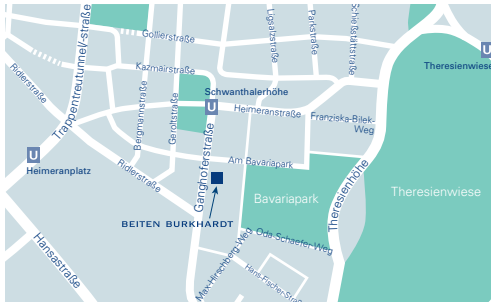 Gollierstraße
Ligsalzstraße
Parkstraße
Schießstättstraße
Trappentreutunnel/-straße
Ridlerstraße
Kazmairstraße
U
Theresienwiese
Schwanthalerhöhe
U
Heimeranstraße
Franziska-Bilek-
Weg
Bergmannstraße
Geroltstraße
Ganghoferstraße
U
Heimeranplatz
Ridlerstraße
Am Bavariapark
Bavariapark
Theresienhöhe
Theresienwiese
BEITEN BURKHARDT
Hansastraße
Max-Hirschberg-Weg
Oda-Schaefer-Weg
Hans-Fischer-Straße